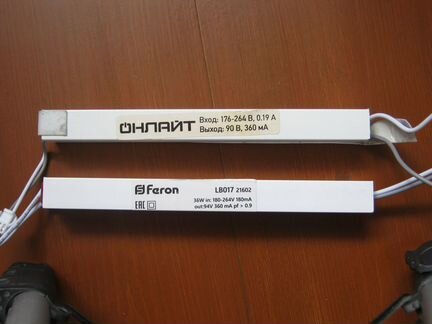 ОНЛАЙТ
Вход: 176-264 В, 0.19 А
Выход: 90 В, 360 мА
Feron
LB017 21602
36W in: 180-264V 180mA
out:94V 360 mA pf > 0.9
EAC